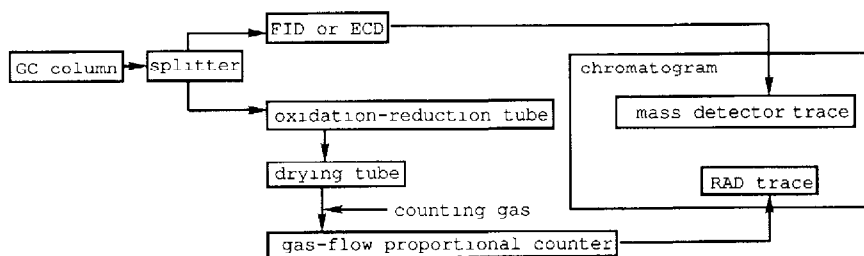 FID or ECD
GC column
splitter
chromatogram
mass detector trace
oxidation-reduction tube
drying tube
RAD trace
counting gas
gas-flow proportional counter